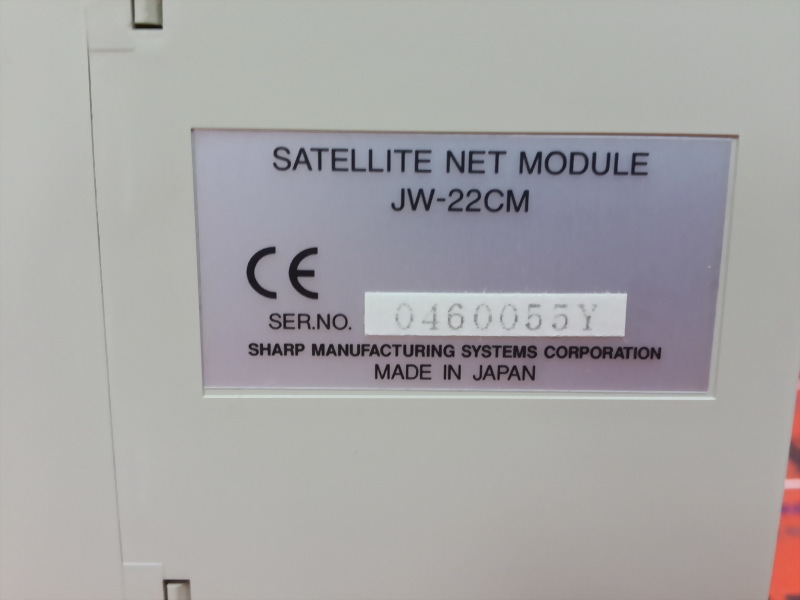 SATELLITE NET MODULE
JW-22CM
CE
SER.NO. 0460055Y
SHARP MANUFACTURING SYSTEMS CORPORATION
MADE IN JAPAN